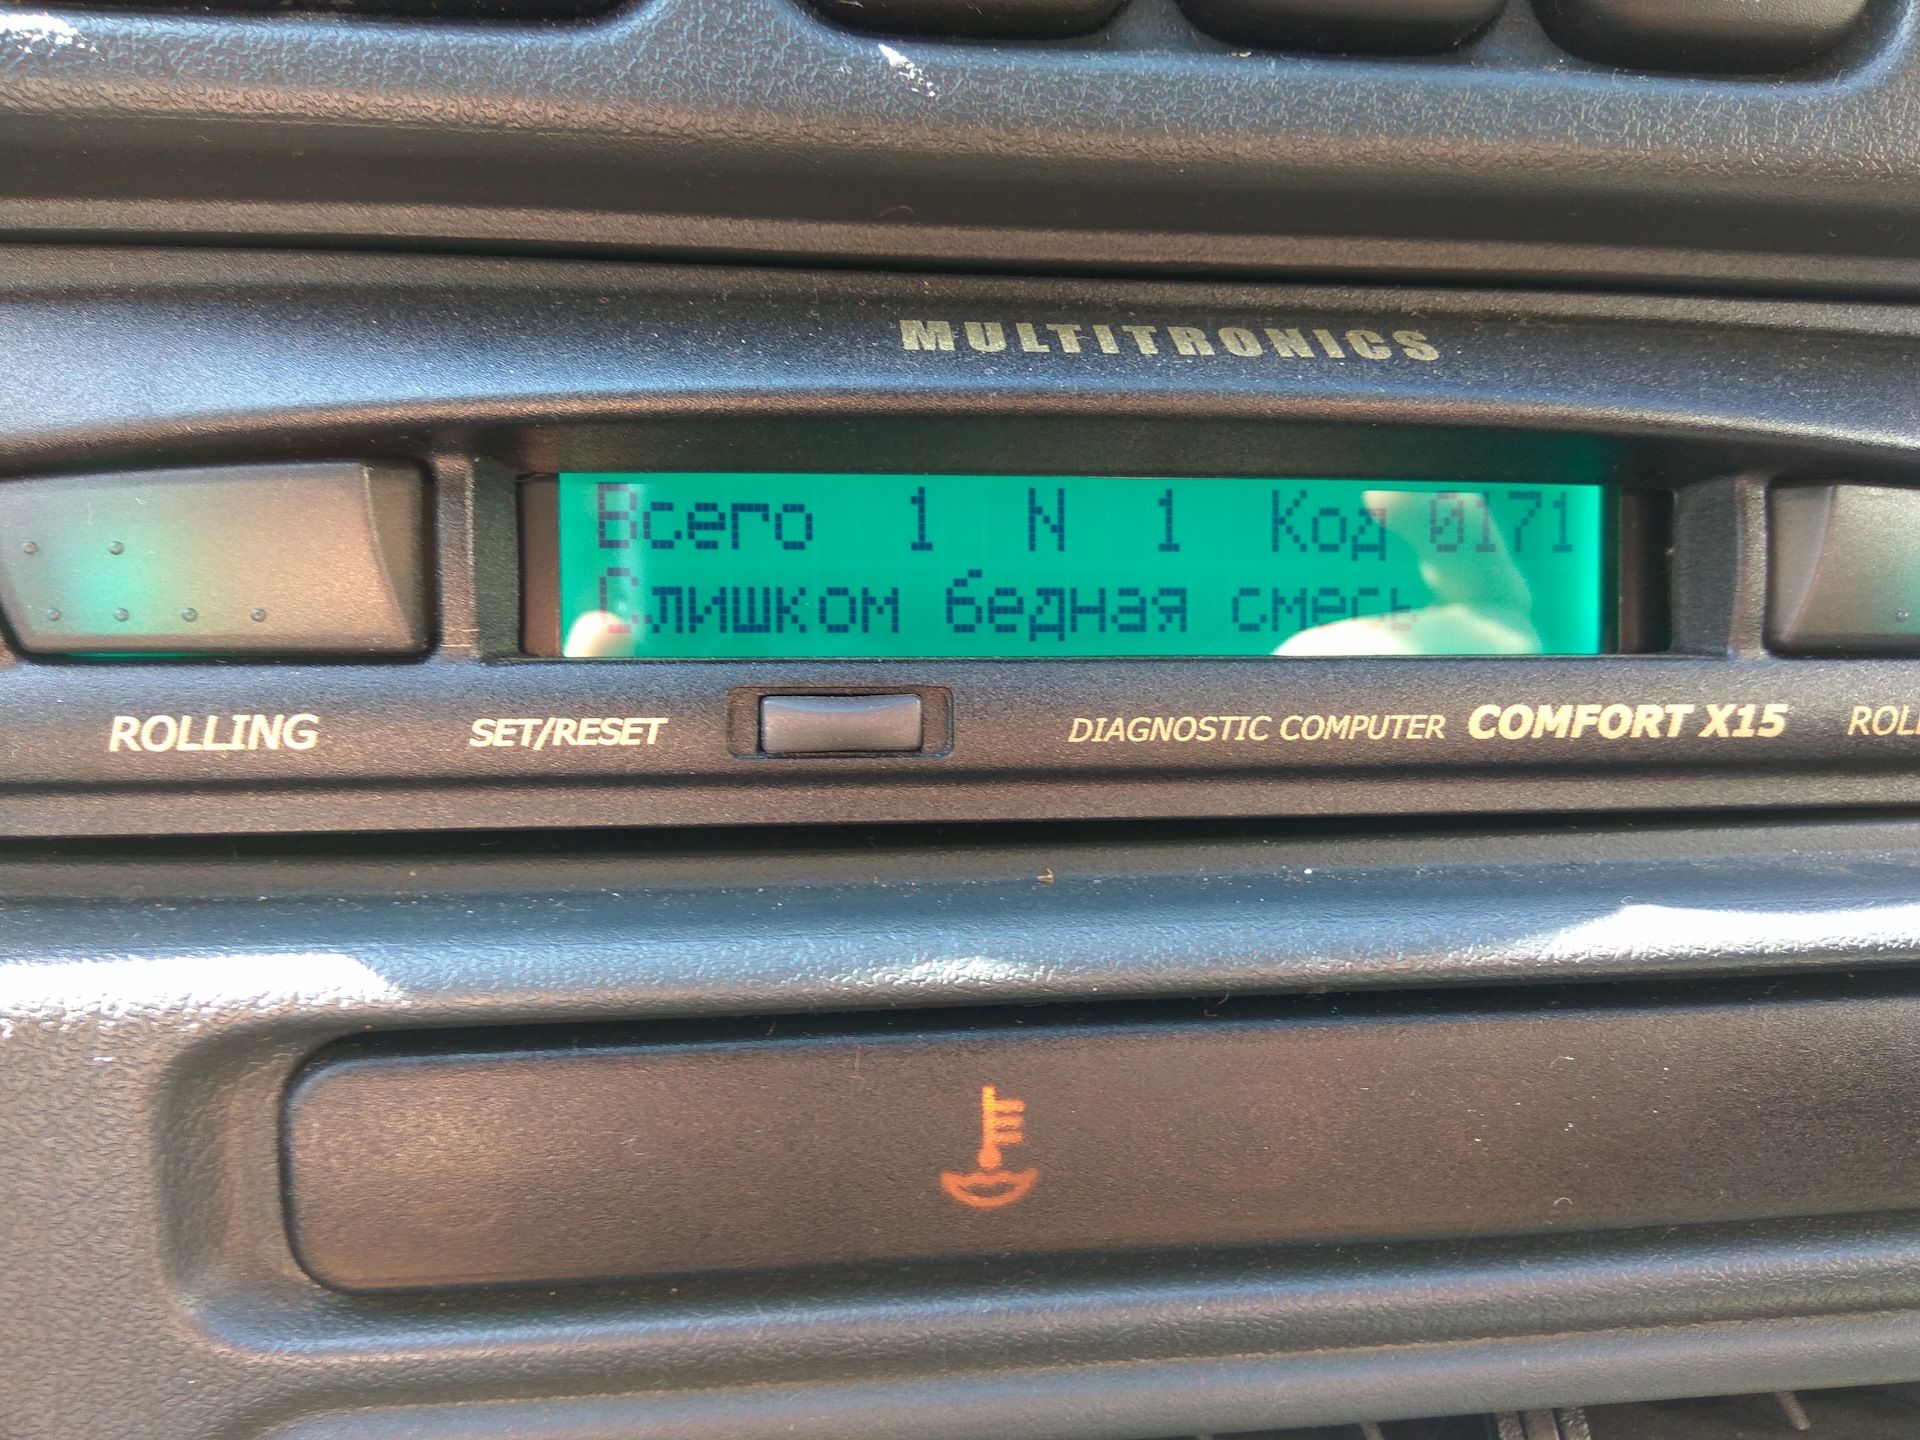 MULTITRONICS
Всего 1 N 1 Код 0171
Слишком бедная смесь
ROLLING SET/RESET DIAGNOSTIC COMPUTER COMFORT X15